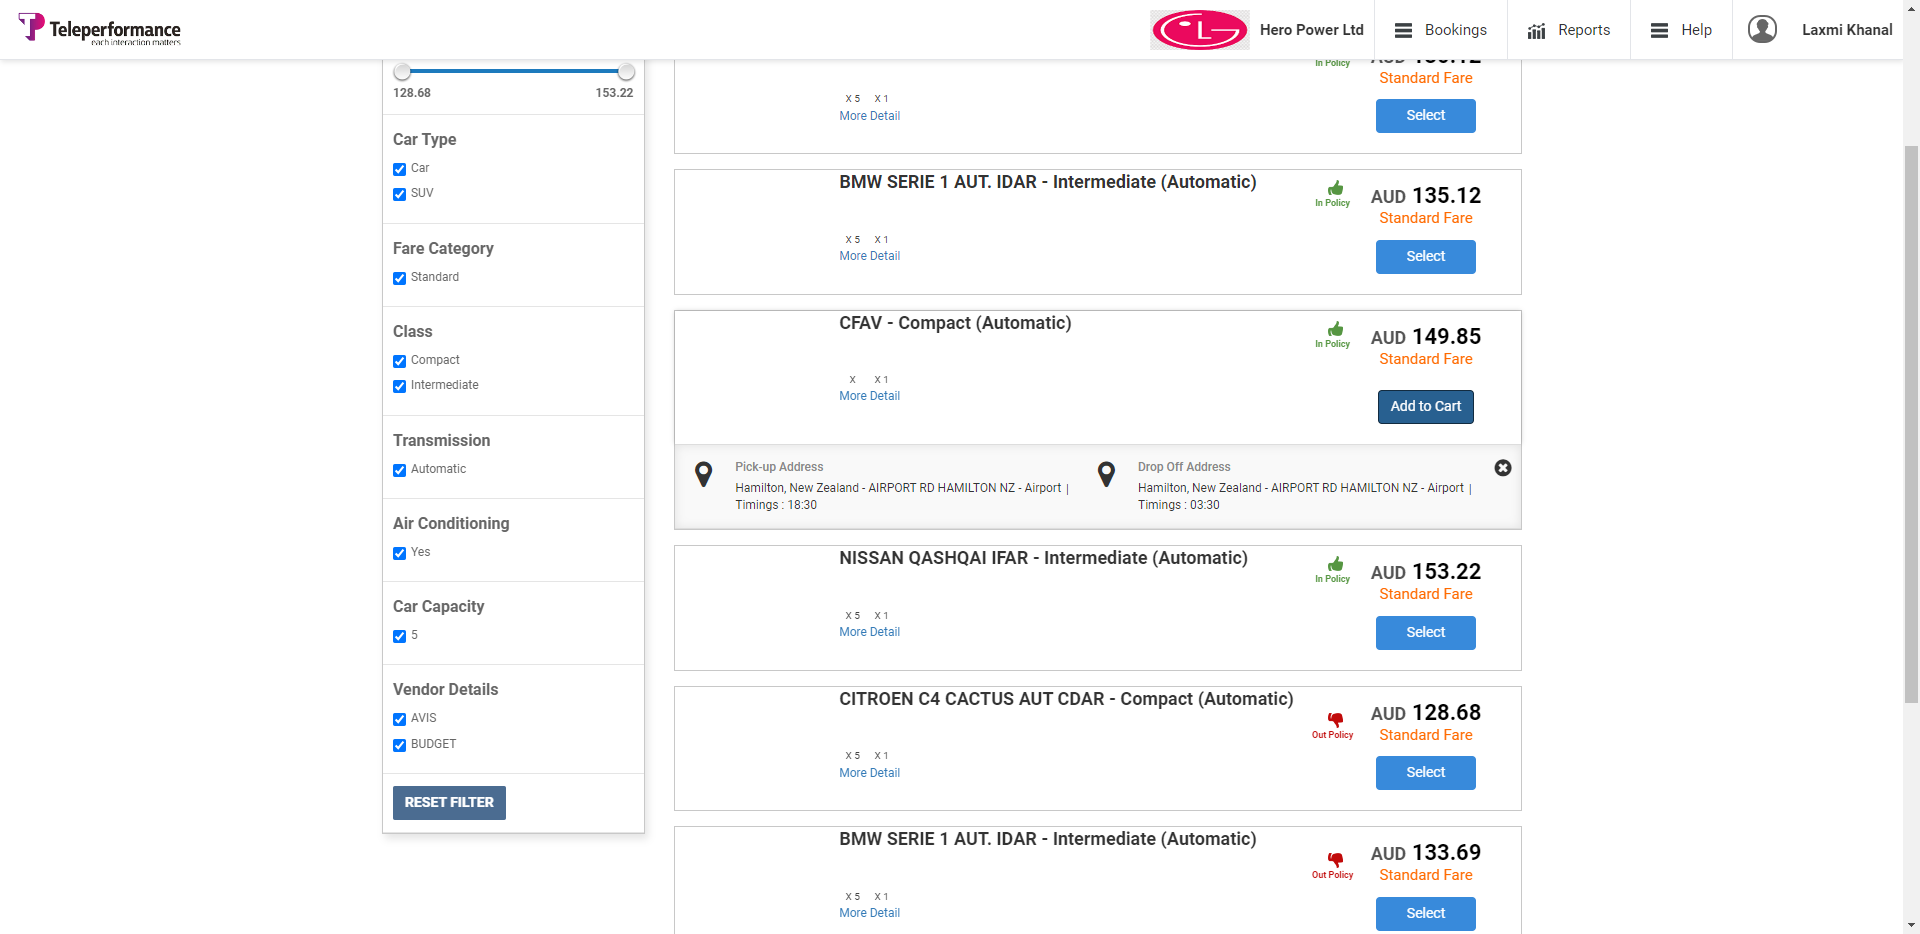 Teleperformance
each interaction matters
LG
Hero Power Ltd
Bookings
Reports
Help
Laxmi Khanal
128.68
153.22
Car Type
Car
SUV
Fare Category
Standard
Class
Compact
Intermediate
Transmission
Automatic
Air Conditioning
Yes
Car Capacity
5
Vendor Details
AVIS
BUDGET
RESET FILTER
In Policy
AUD
Standard Fare
X 5 X 1
More Detail
Select
BMW SERIE 1 AUT. IDAR - Intermediate (Automatic)
In Policy
AUD 135.12
Standard Fare
X 5 X 1
More Detail
Select
CFAV - Compact (Automatic)
In Policy
AUD 149.85
Standard Fare
X X 1
More Detail
Add to Cart
Pick-up Address
Hamilton, New Zealand - AIRPORT RD HAMILTON NZ - Airport |
Timings : 18:30
Drop Off Address
Hamilton, New Zealand - AIRPORT RD HAMILTON NZ - Airport |
Timings : 03:30
NISSAN QASHQAI IFAR - Intermediate (Automatic)
In Policy
AUD 153.22
Standard Fare
X 5 X 1
More Detail
Select
CITROEN C4 CACTUS AUT CDAR - Compact (Automatic)
Out Policy
AUD 128.68
Standard Fare
X 5 X 1
More Detail
Select
BMW SERIE 1 AUT. IDAR - Intermediate (Automatic)
Out Policy
AUD 133.69
Standard Fare
X 5 X 1
More Detail
Select